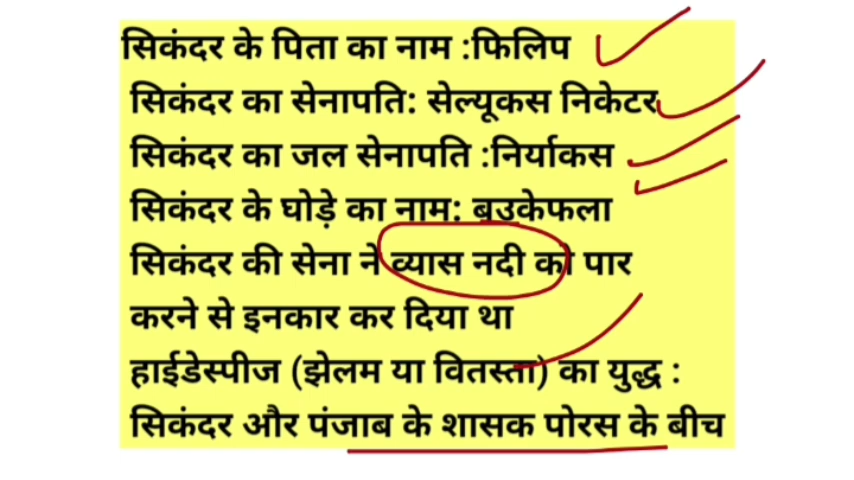 सिकंदर के पिता का नाम :फिलिप
सिकंदर का सेनापति: सेल्यूकस निकेटर
सिकंदर का जल सेनापति :निर्याकस
सिकंदर के घोड़े का नाम: बउकेफला
सिकंदर की सेना ने व्यास नदी को पार
करने से इनकार कर दिया था
हाईडेस्पीज (झेलम या वितस्ता) का युद्ध :
सिकंदर और पंजाब के शासक पोरस के बीच